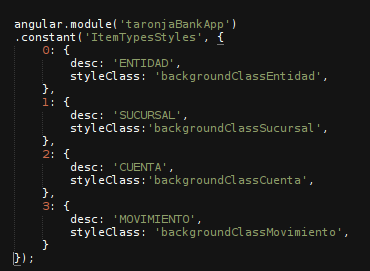 angular.module('taronjaBankApp')
.constant('ItemTypesStyles', {
    0: {
        desc: 'ENTIDAD',
        styleClass: 'backgroundClassEntidad',
    },
    1: {
        desc: 'SUCURSAL',
        styleClass:'backgroundClassSucursal',
    },
    2: {
        desc: 'CUENTA',
        styleClass:'backgroundClassCuenta',
    },
    3: {
        desc: 'MOVIMIENTO',
        styleClass: 'backgroundClassMovimiento',
    }
});